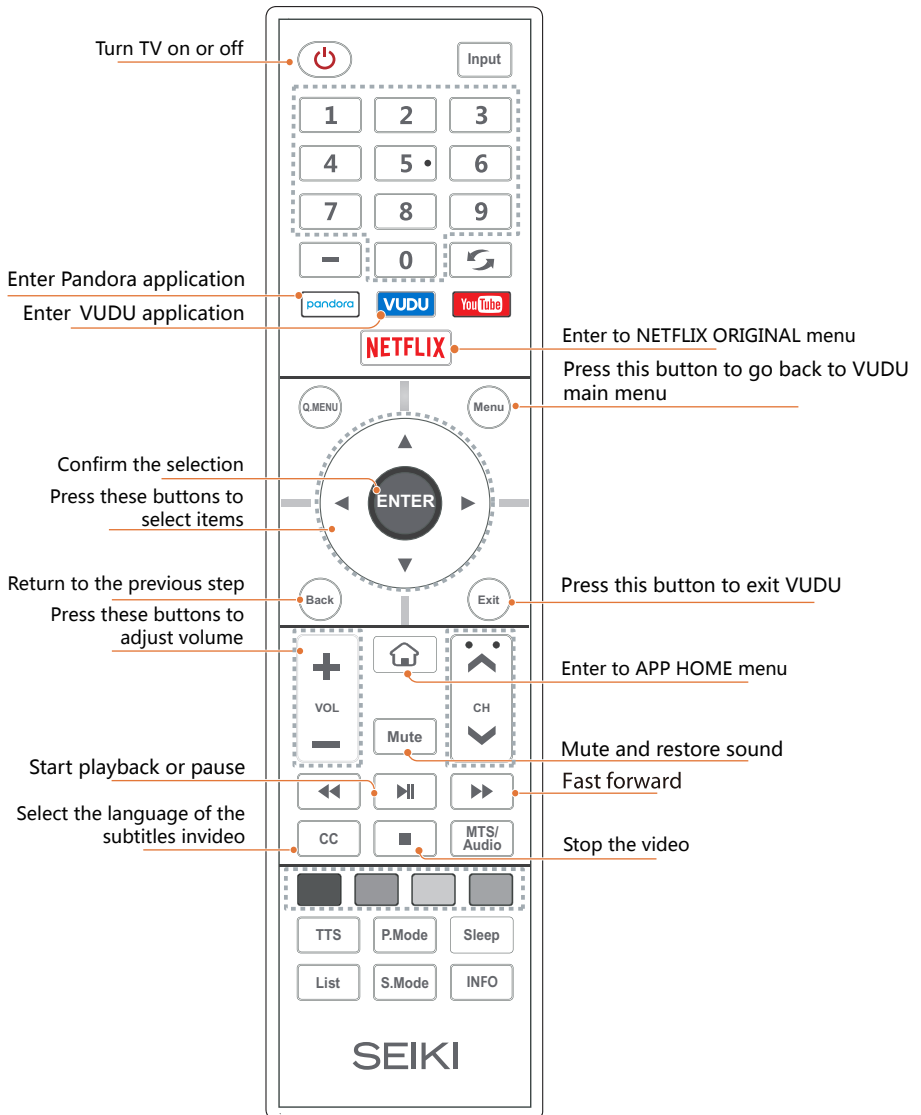 Turn TV on or off
Input
1 2 3
4 5 6
7 8 9
0
Enter Pandora application
pandora VUDU YouTube
Enter VUDU application
NETFLIX
Enter to NETFLIX ORIGINAL menu
Press this button to go back to VUDU
main menu
Q.MENU
Menu
Confirm the selection
ENTER
Press these buttons to
select items
Return to the previous step
Back
Exit
Press this button to exit VUDU
Press these buttons to
adjust volume
Enter to APP HOME menu
VOL
CH
Mute
Mute and restore sound
Start playback or pause
Fast forward
Select the language of the
subtitles invideo
CC
MTS/
Audio
Stop the video
TTS P.Mode Sleep
List S.Mode INFO
SEIKI